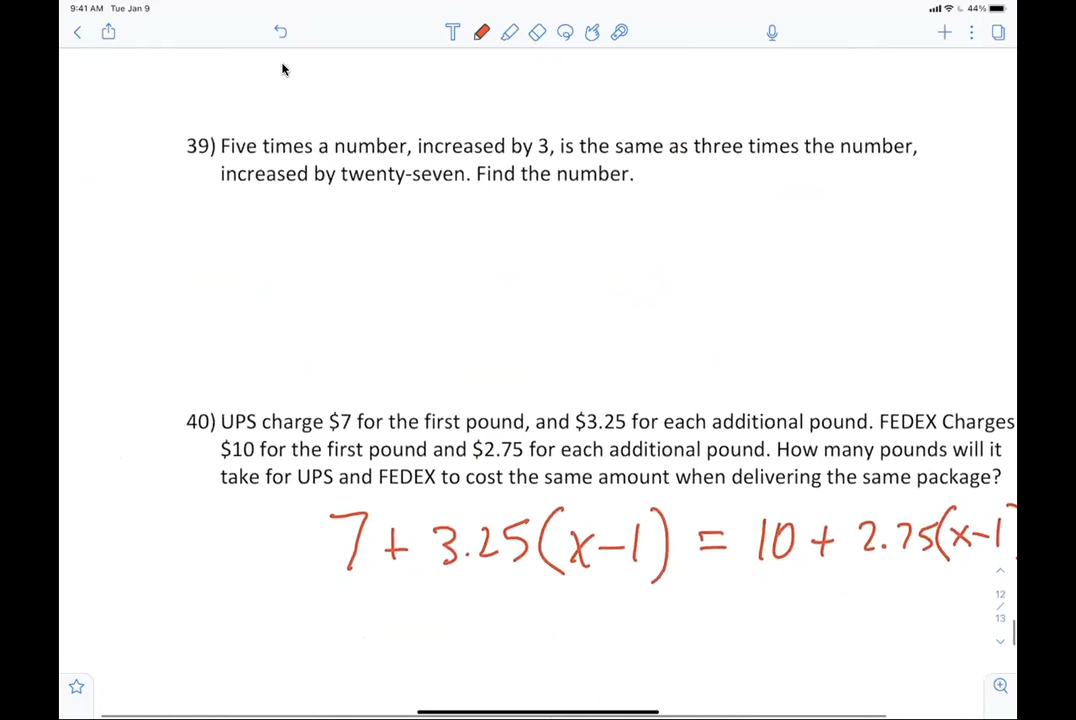 9:41 AM Tue Jan 9
44%
T
39) Five times a number, increased by 3, is the same as three times the number,
increased by twenty-seven. Find the number.
40) UPS charge $7 for the first pound, and $3.25 for each additional pound. FEDEX Charges
$10 for the first pound and $2.75 for each additional pound. How many pounds will it
take for UPS and FEDEX to cost the same amount when delivering the same package?
7 + 3.25(x-1) = 10 + 2.75(x-1)
12
/
13